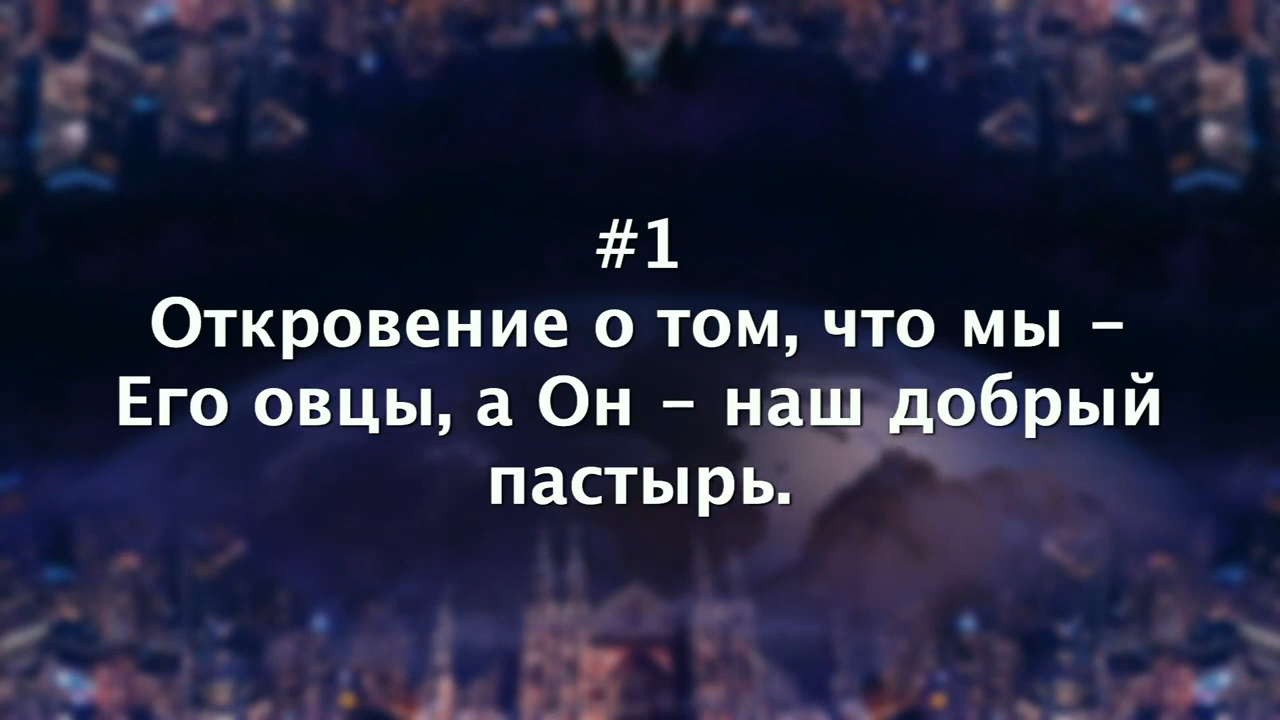 #1
Откровение о том, что мы –
Его овцы, а Он – наш добрый
пастырь.